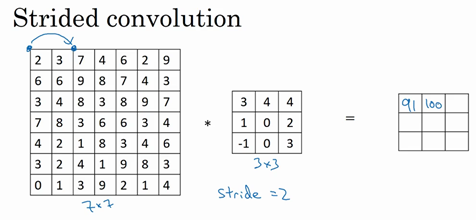 Strided convolution
2 3 7 4 6 2 9
6 6 9 8 7 4 3
3 4 8 3 8 9 7
7 8 3 6 6 3 4
4 2 1 8 3 4 6
3 2 4 1 9 8 3
0 1 3 9 2 1 4
7×7
*
3 4 4
1 0 2
-1 0 3
3×3
stride = 2
=
91 100